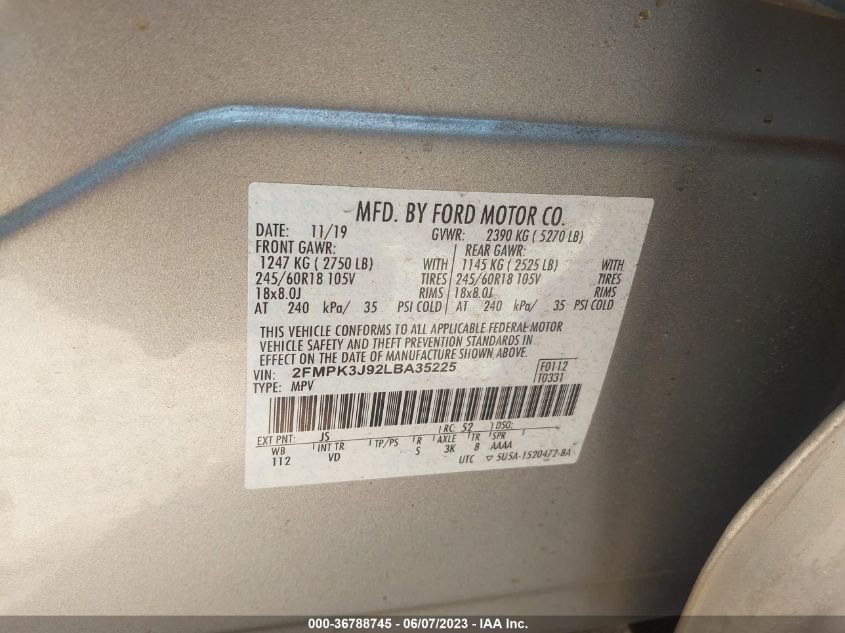 MFD. BY FORD MOTOR CO.
DATE: 11/19 GVWR: 2390 KG ( 5270 LB)
FRONT GAWR: REAR GAWR:
1247 KG ( 2750 LB) WITH 1145 KG ( 2525 LB) WITH
245/60R18 105V TIRES 245/60R18 105V TIRES
18x8.0J RIMS 18x8.0J RIMS
AT 240 kPa/ 35 PSI COLD AT 240 kPa/ 35 PSI COLD
THIS VEHICLE CONFORMS TO ALL APPLICABLE FEDERAL MOTOR
VEHICLE SAFETY AND THEFT PREVENTION STANDARDS IN
EFFECT ON THE DATE OF MANUFACTURE SHOWN ABOVE.
VIN: 2FMPK3J92LBA35225 F0112
TYPE: MPV T0331
EXT PNT: JS RC: 52 DSO:
WB INT TR TP/PS R AXLE TR SPR
112 VD S 3K 8 AAAA
UTC ▽ 5U5A-1520472-BA
000-36788745 / 06/07/2023 / IAA Inc.